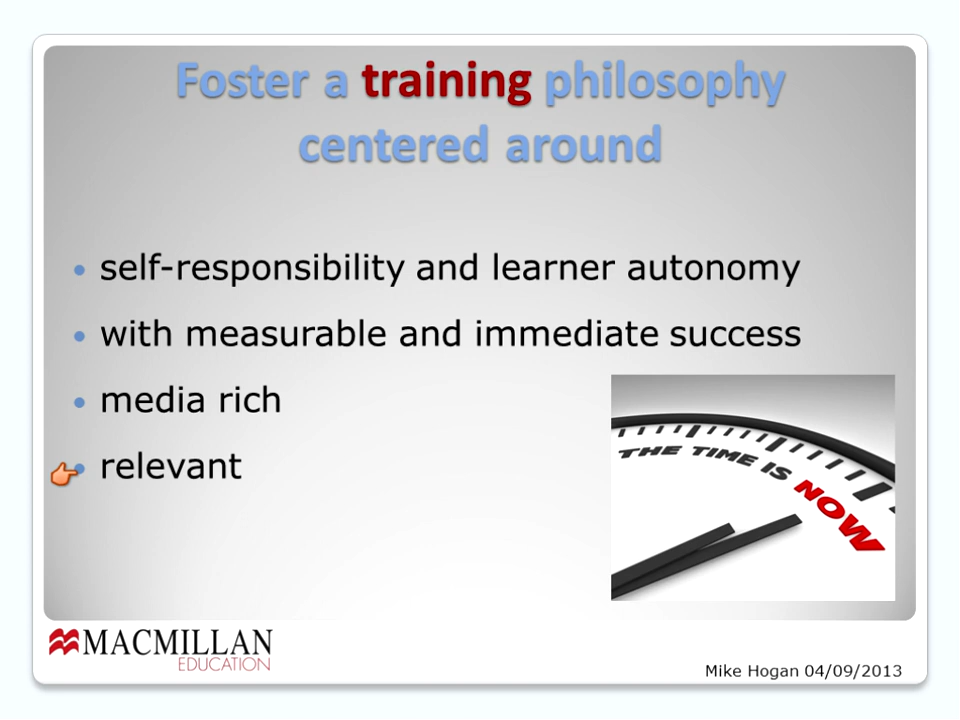 Foster a training philosophy
centered around
self-responsibility and learner autonomy
with measurable and immediate success
media rich
relevant
THE TIME IS NOW
MACMILLAN
EDUCATION
Mike Hogan 04/09/2013